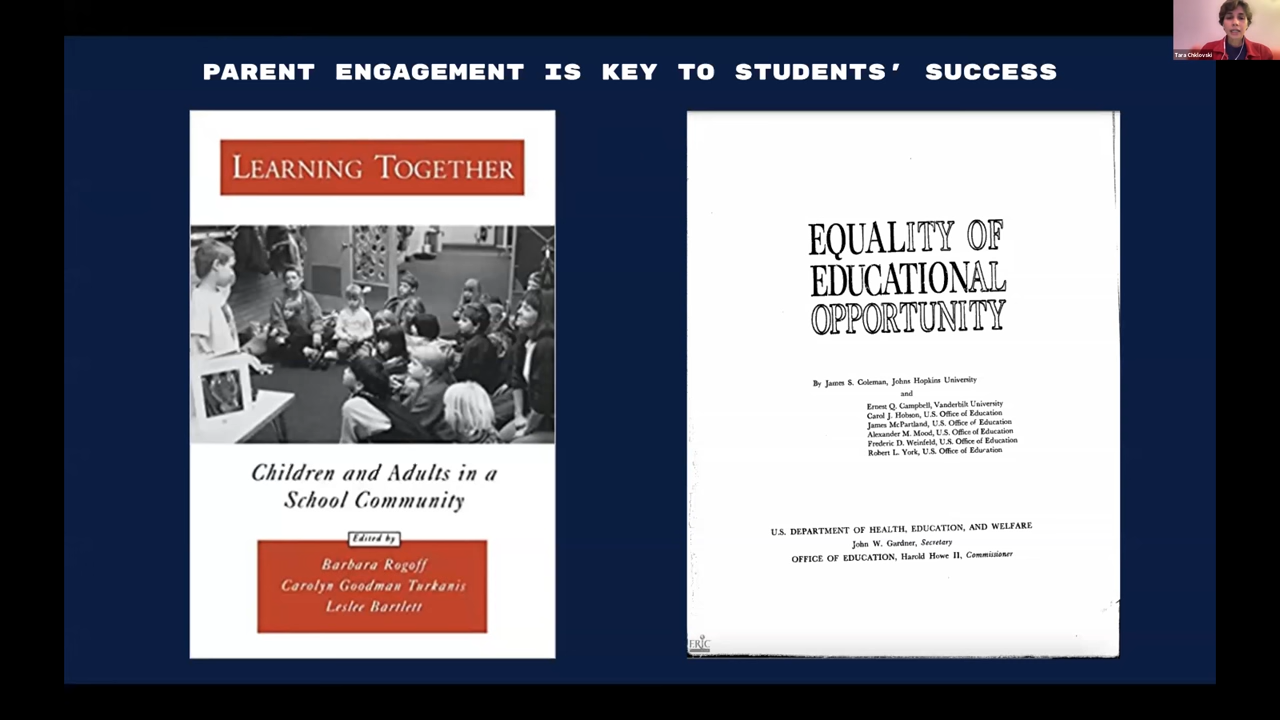 PARENT ENGAGEMENT IS KEY TO STUDENTS' SUCCESS
LEARNING TOGETHER
Children and Adults in a
School Community
Edited by
Barbara Rogoff
Carolyn Goodman Turkanis
Leslee Bartlett
EQUALITY OF
EDUCATIONAL
OPPORTUNITY
By James S. Coleman, Johns Hopkins University
and
Ernest Q. Campbell, Vanderbilt University
Carol J. Hobson, U.S. Office of Education
James McPartland, U.S. Office of Education
Alexander M. Mood, U.S. Office of Education
Frederic D. Weinfeld, U.S. Office of Education
Robert L. York, U.S. Office of Education
U.S. DEPARTMENT OF HEALTH, EDUCATION, AND WELFARE
John W. Gardner, Secretary
OFFICE OF EDUCATION, Harold Howe II, Commissioner
ERIC
Tara Chklovski